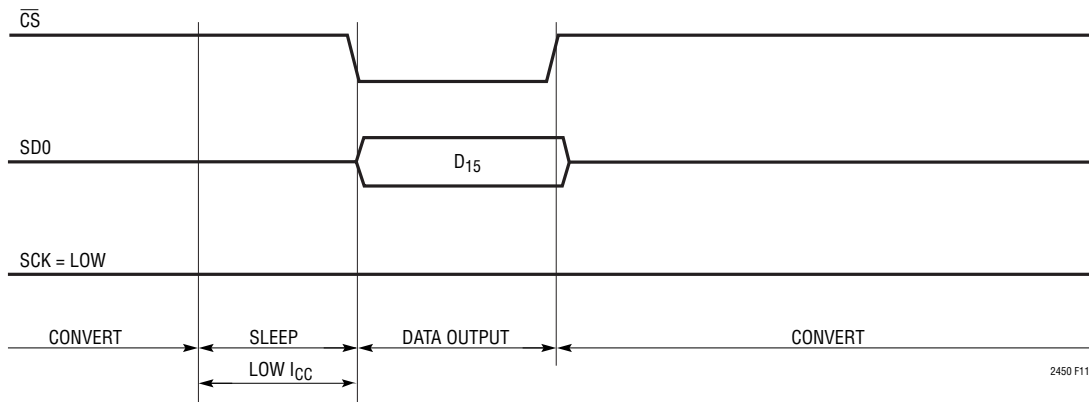 CS
SD0
D15
SCK = LOW
CONVERT SLEEP DATA OUTPUT CONVERT
LOW ICC
2450 F11